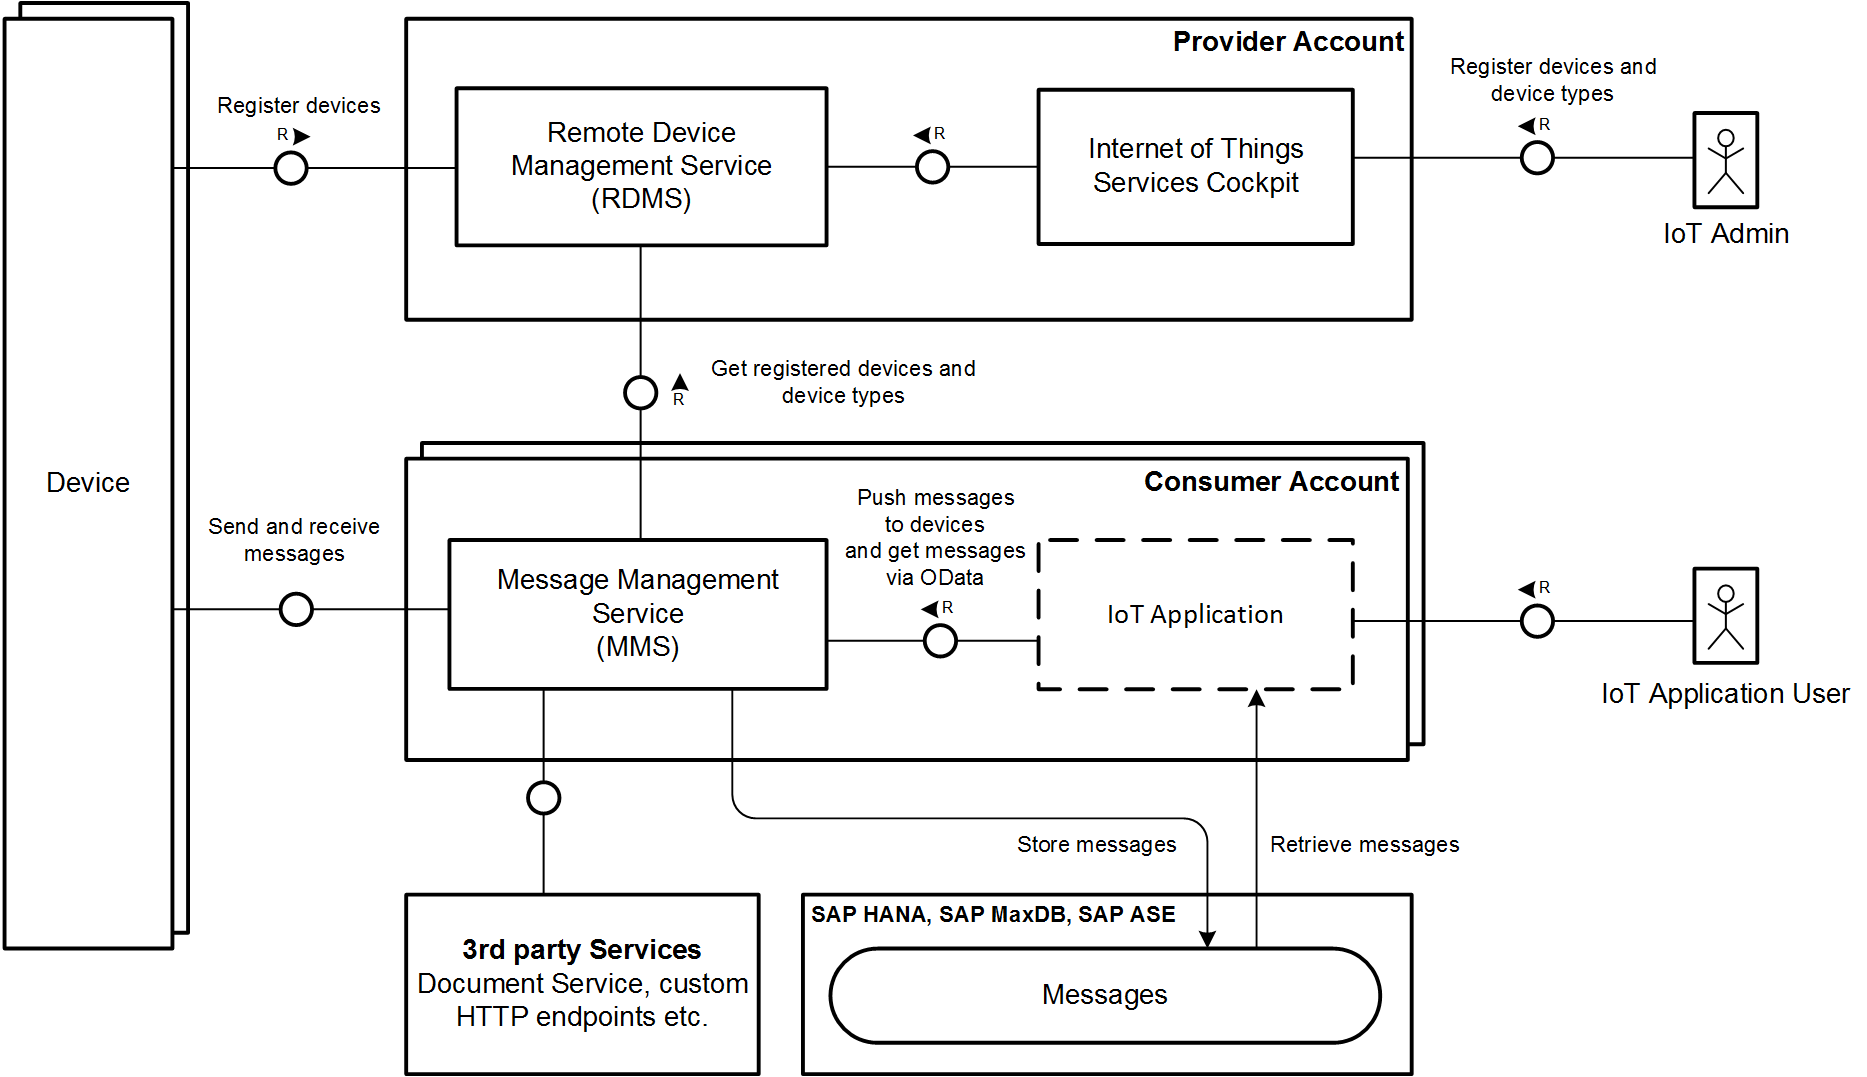 Provider Account
Register devices and
device types
Register devices
R
Remote Device
Management Service
(RDMS)
R
Internet of Things
Services Cockpit
R
IoT Admin
Get registered devices and
device types
R
Device
Consumer Account
Send and receive
messages
Push messages
to devices
and get messages
via OData
R
Message Management
Service
(MMS)
IoT Application
R
IoT Application User
Store messages
Retrieve messages
3rd party Services
Document Service, custom
HTTP endpoints etc.
SAP HANA, SAP MaxDB, SAP ASE
Messages